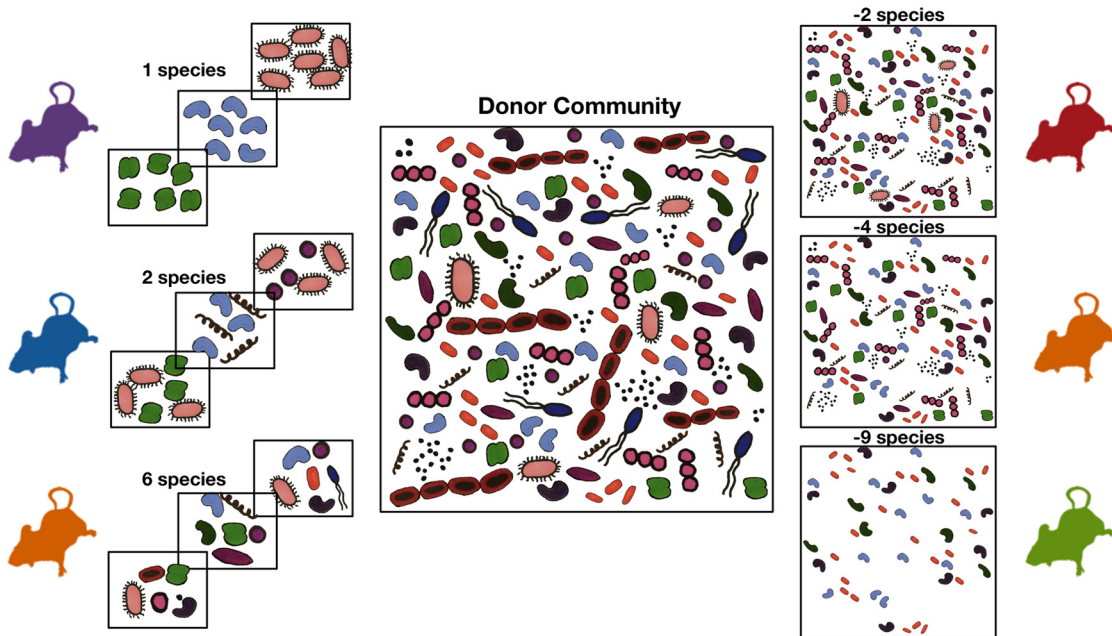 1 species
2 species
6 species
Donor Community
-2 species
-4 species
-9 species